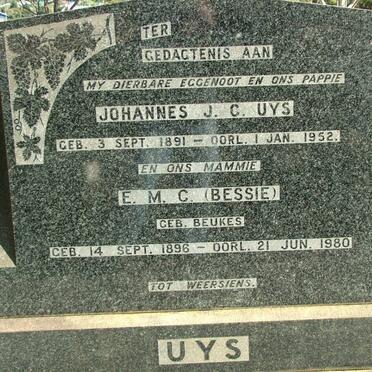 TER
GEDAGTENIS AAN
MY DIERBARE EGGENOOT EN ONS PAPPIE
JOHANNES J. C. UYS
GEB. 3 SEPT. 1891 — OORL. 1 JAN. 1952.
EN ONS MAMMIE
E. M. C. (BESSIE)
GEB. BEUKES
GEB. 14 SEPT. 1896 — OORL. 21 JUN. 1980
TOT WEERSIENS.
UYS